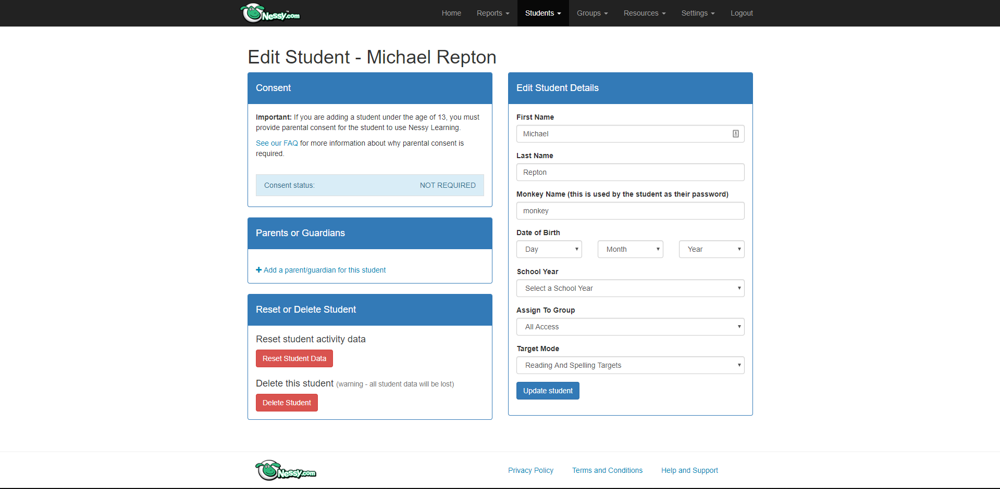 Nessy.com™
Home Reports Students Groups Resources Settings Logout
Edit Student - Michael Repton
Consent
Important: If you are adding a student under the age of 13, you must
provide parental consent for the student to use Nessy Learning.
See our FAQ for more information about why parental consent is
required.
Consent status: NOT REQUIRED
Parents or Guardians
Add a parent/guardian for this student
Reset or Delete Student
Reset student activity data
Reset Student Data
Delete this student (warning - all student data will be lost)
Delete Student
Edit Student Details
First Name
Michael
Last Name
Repton
Monkey Name (this is used by the student as their password)
monkey
Date of Birth
Day Month Year
School Year
Select a School Year
Assign To Group
All Access
Target Mode
Reading And Spelling Targets
Update student
Nessy.com
Privacy Policy Terms and Conditions Help and Support